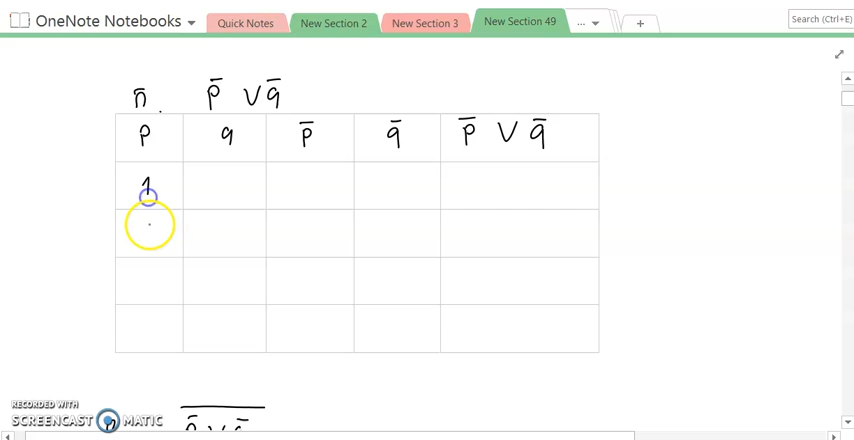 OneNote Notebooks Quick Notes New Section 2 New Section 3 New Section 49 ... + Search (Ctrl+E)
n̄. p̄ ∨ q̄
p q p̄ q̄ p̄ ∨ q̄
1
RECORDED WITH
SCREENCAST MATIC